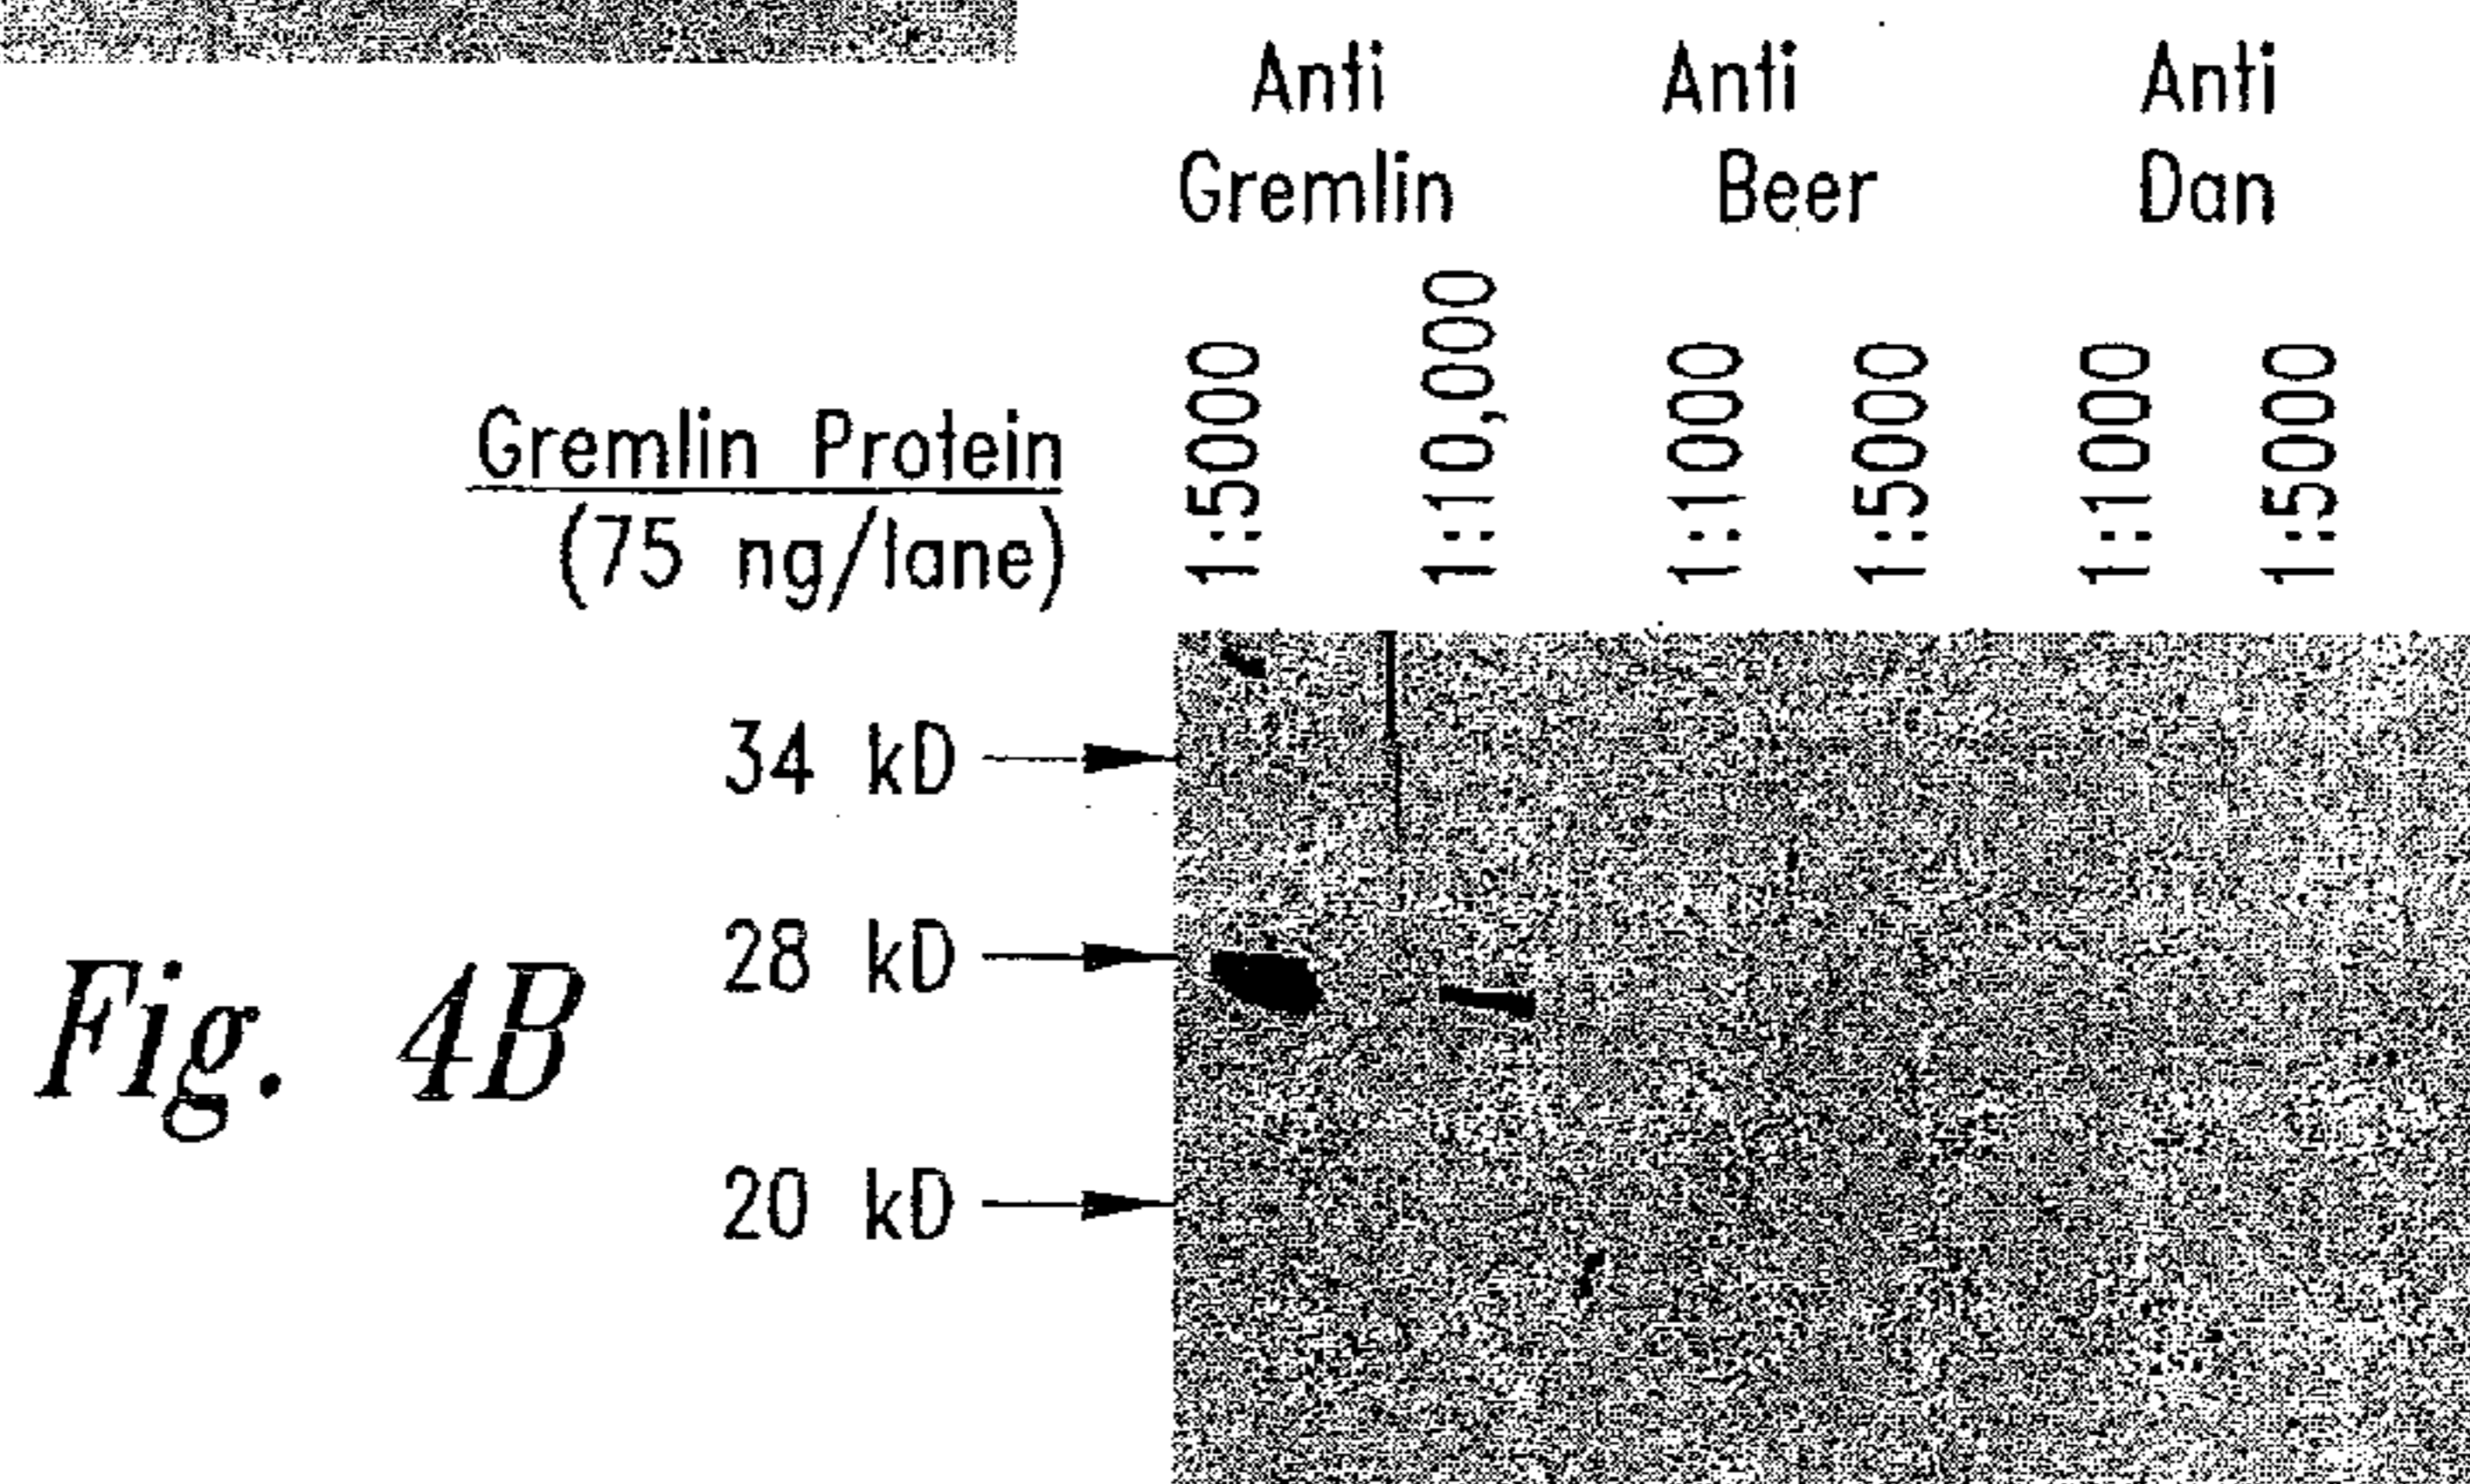 Anti Anti Anti
Gremlin Beer Dan
1:5000 1:10,000 1:1000 1:5000 1:1000 1:5000
Gremlin Protein
(75 ng/lane)
34 kD
28 kD
Fig. 4B
20 kD